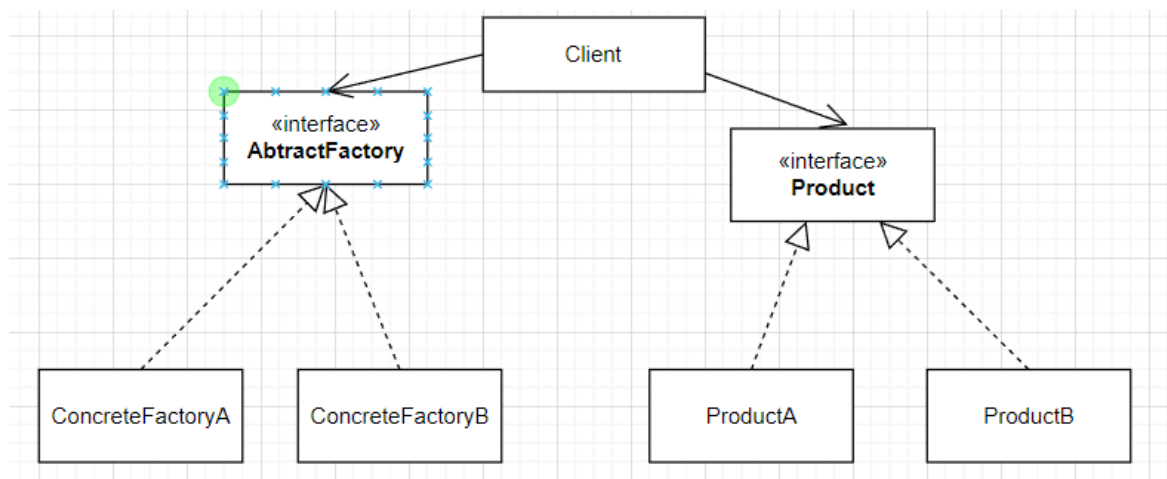 Client
«interface»
AbtractFactory
«interface»
Product
ConcreteFactoryA
ConcreteFactoryB
ProductA
ProductB